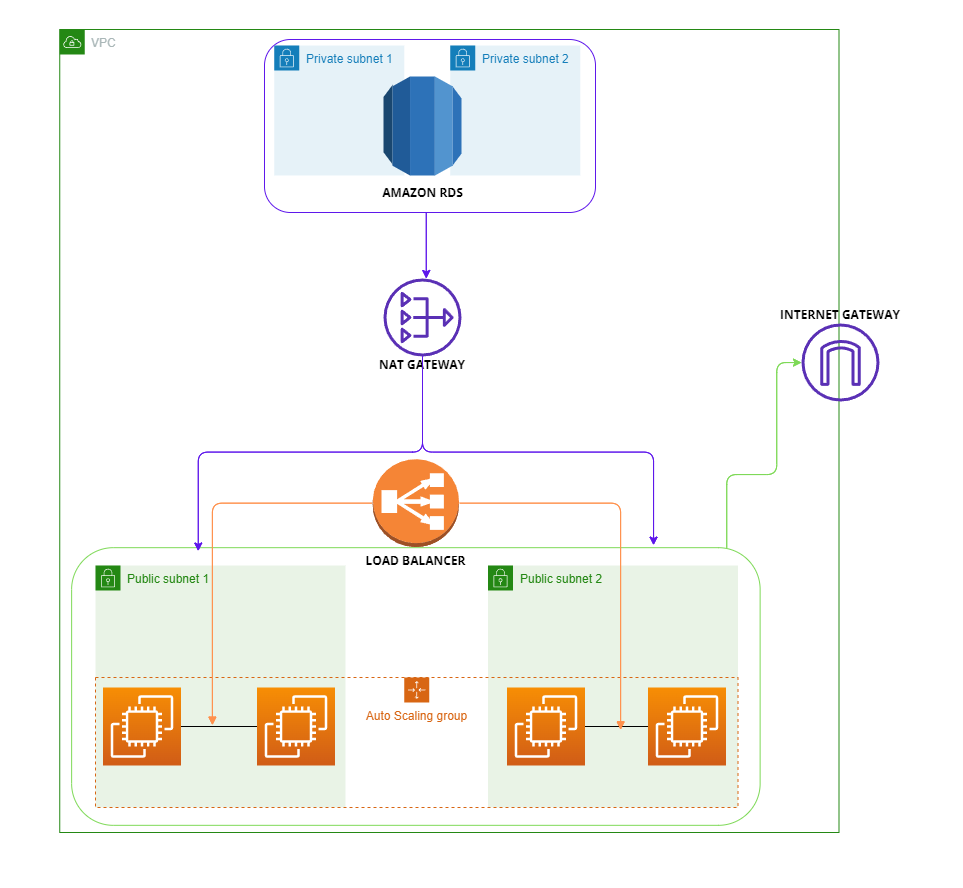 VPC
Private subnet 1
Private subnet 2
AMAZON RDS
NAT GATEWAY
INTERNET GATEWAY
LOAD BALANCER
Public subnet 1
Public subnet 2
Auto Scaling group